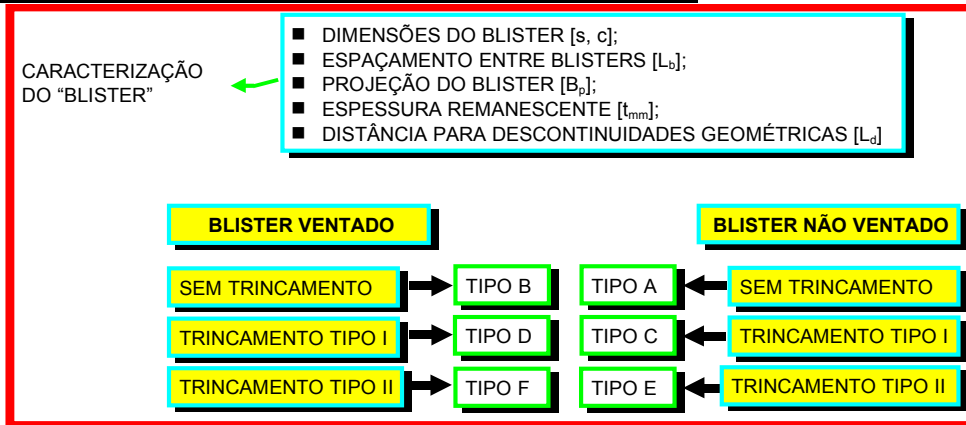 CARACTERIZAÇÃO
DO “BLISTER”
■ DIMENSÕES DO BLISTER [s, c];
■ ESPAÇAMENTO ENTRE BLISTERS [Lb];
■ PROJEÇÃO DO BLISTER [Bp];
■ ESPESSURA REMANESCENTE [tmm];
■ DISTÂNCIA PARA DESCONTINUIDADES GEOMÉTRICAS [Ld]
BLISTER VENTADO BLISTER NÃO VENTADO
SEM TRINCAMENTO TIPO B TIPO A SEM TRINCAMENTO
TRINCAMENTO TIPO I TIPO D TIPO C TRINCAMENTO TIPO I
TRINCAMENTO TIPO II TIPO F TIPO E TRINCAMENTO TIPO II